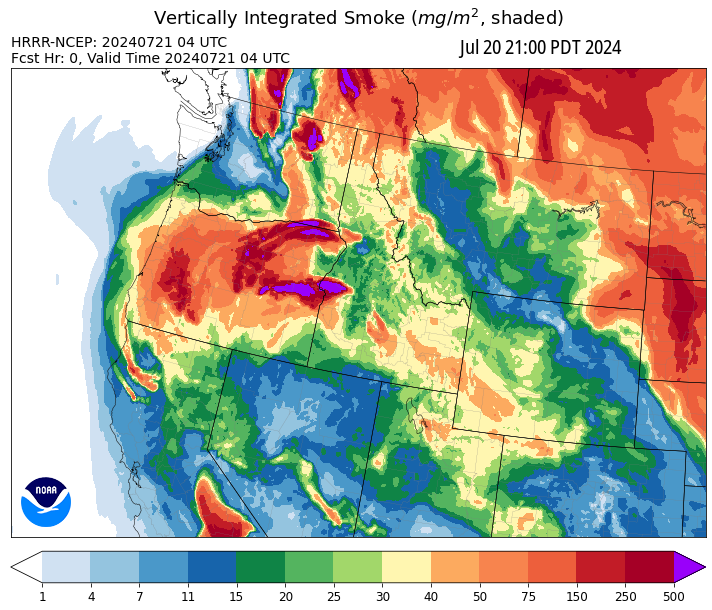 Vertically Integrated Smoke (mg/m², shaded)
HRRR-NCEP: 20240721 04 UTC
Jul 20 21:00 PDT 2024
Fcst Hr: 0, Valid Time 20240721 04 UTC
NOAA
1 4 7 11 15 20 25 30 40 50 75 150 250 500